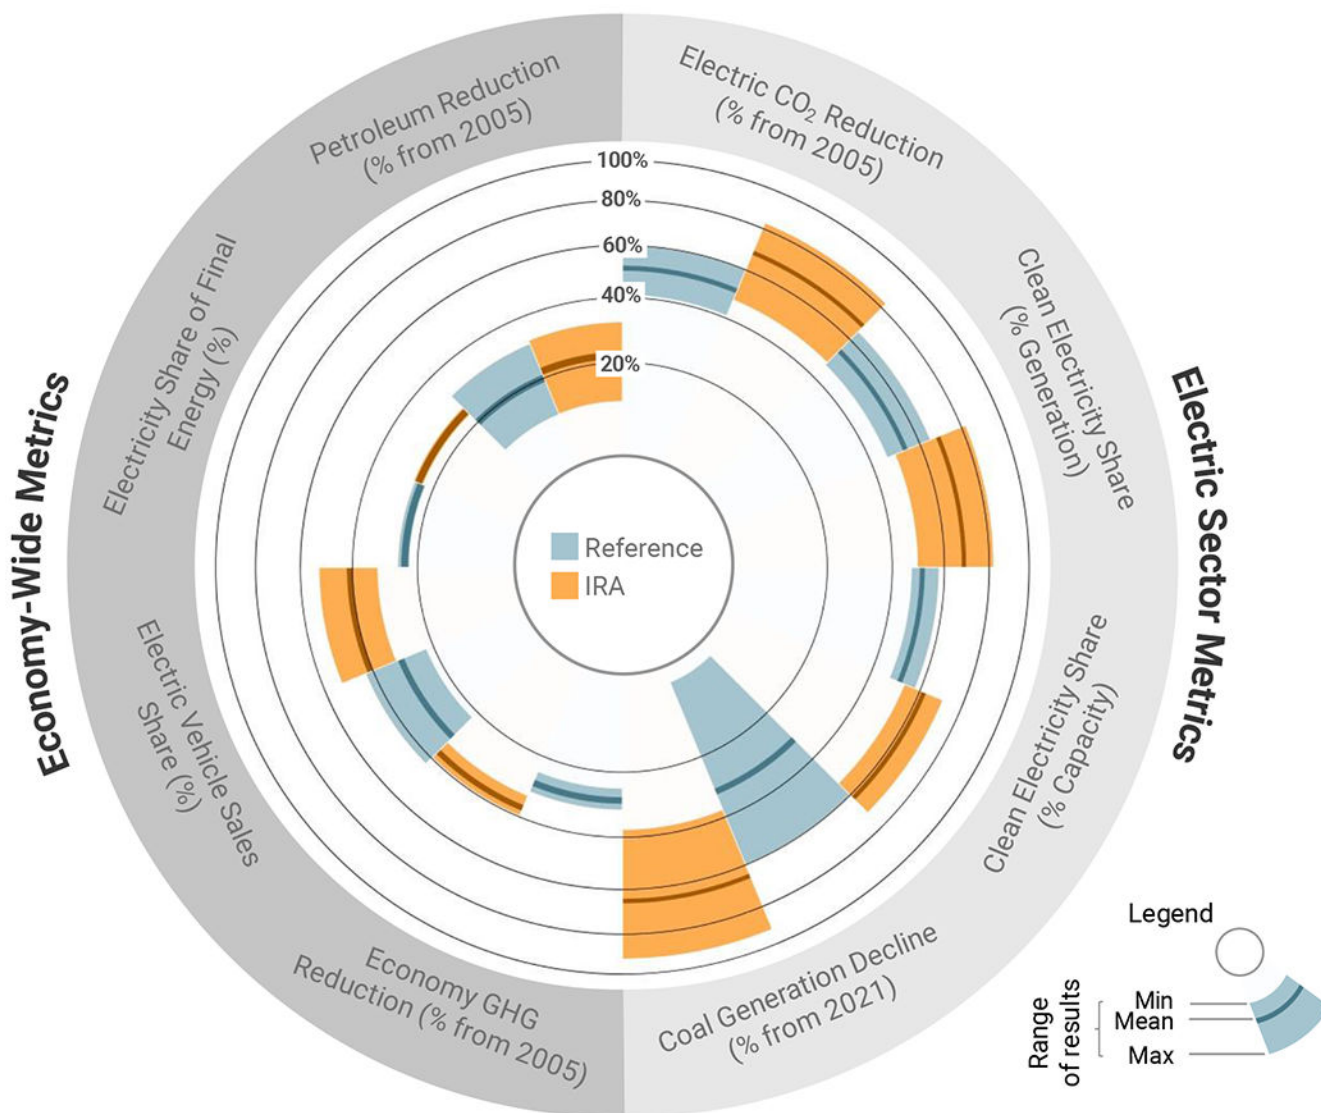 Petroleum Reduction
(% from 2005)
Electric CO₂ Reduction
(% from 2005)
100%
80%
60%
40%
20%
Electricity Share of Final
Energy (%)
Clean Electricity Share
(% Generation)
Economy-Wide Metrics
Electric Sector Metrics
Reference
IRA
Electric Vehicle Sales
Share (%)
Clean Electricity Share
(% Capacity)
Economy GHG
Reduction (% from 2005)
Coal Generation Decline
(% from 2021)
Legend
Range
of results
Min
Mean
Max